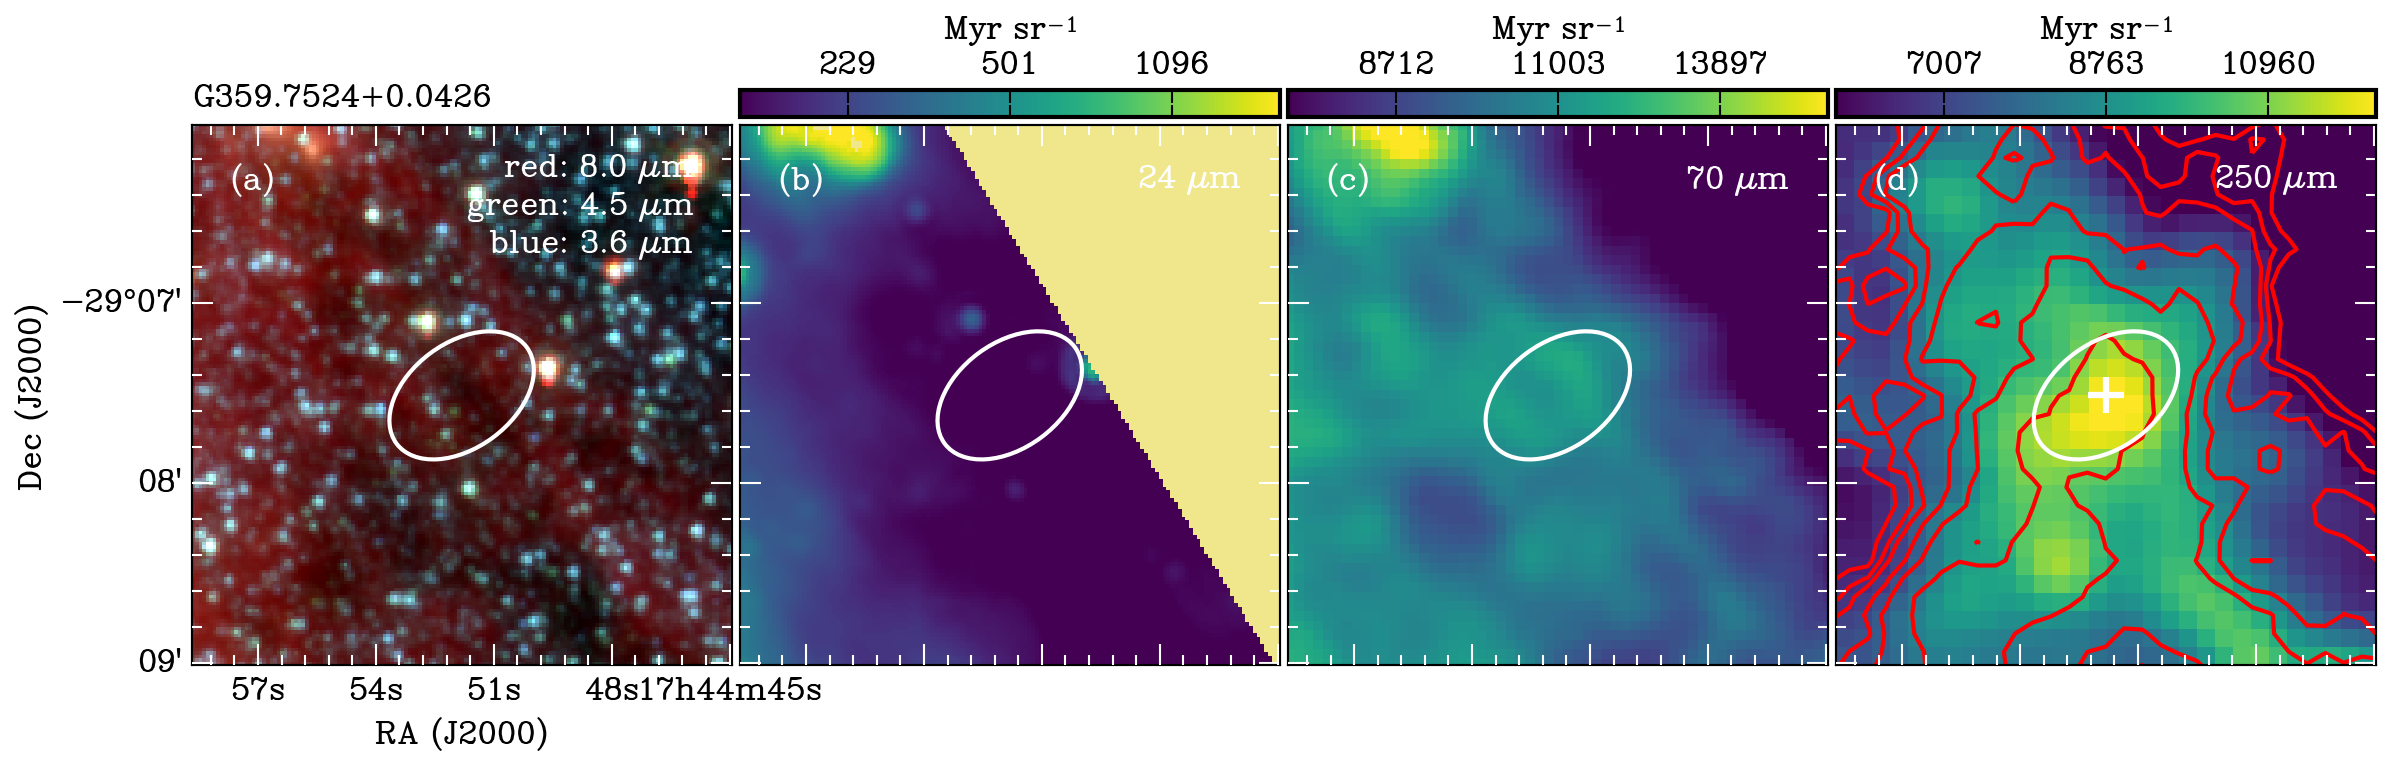 Myr sr⁻¹ Myr sr⁻¹ Myr sr⁻¹
229 501 1096 8712 11003 13897 7007 8763 10960
G359.7524+0.0426
(a) red: 8.0 μm
green: 4.5 μm
blue: 3.6 μm
(b) 24 μm
(c) 70 μm
(d) 250 μm
Dec (J2000)
−29°07'
08'
09'
57s 54s 51s 48s 17h44m45s
RA (J2000)